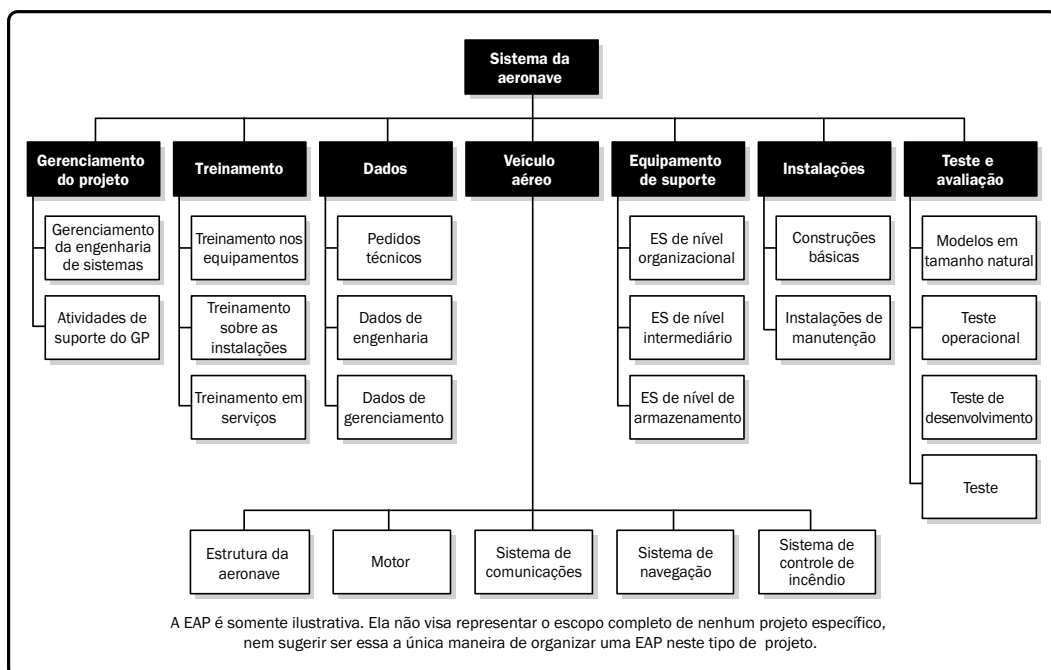 Sistema da
aeronave
Gerenciamento
do projeto
Treinamento
Dados
Veículo
aéreo
Equipamento
de suporte
Instalações
Teste e
avaliação
Gerenciamento
da engenharia
de sistemas
Atividades de
suporte do GP
Treinamento nos
equipamentos
Treinamento
sobre as
instalações
Treinamento em
serviços
Pedidos
técnicos
Dados de
engenharia
Dados de
gerenciamento
ES de nível
organizacional
ES de nível
intermediário
ES de nível de
armazenamento
Construções
básicas
Instalações de
manutenção
Modelos em
tamanho natural
Teste
operacional
Teste de
desenvolvimento
Teste
Estrutura da
aeronave
Motor
Sistema de
comunicações
Sistema de
navegação
Sistema de
controle de
incêndio
A EAP é somente ilustrativa. Ela não visa representar o escopo completo de nenhum projeto específico,
nem sugerir ser essa a única maneira de organizar uma EAP neste tipo de projeto.